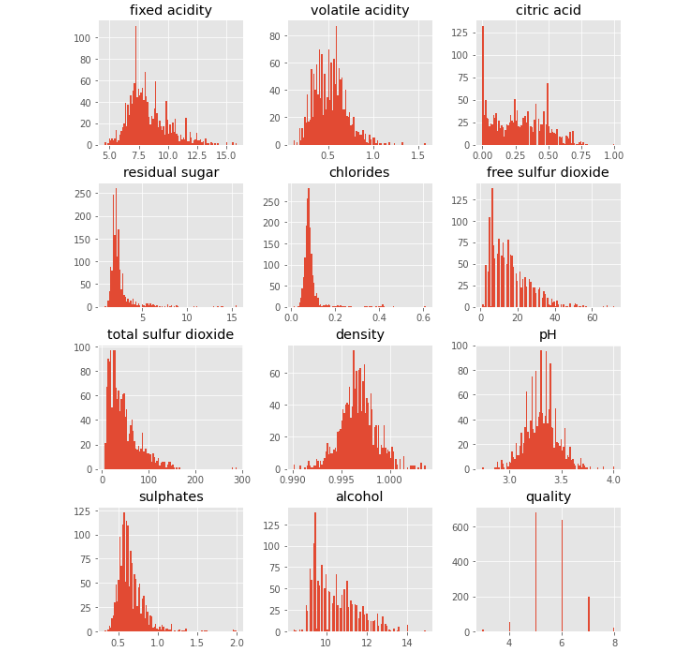 fixed acidity volatile acidity citric acid
100 80 60 40 20 0
5.0 7.5 10.0 12.5 15.0
80 60 40 20 0
0.5 1.0 1.5
125 100 75 50 25 0
0.00 0.25 0.50 0.75 1.00
residual sugar chlorides free sulfur dioxide
250 200 150 100 50 0
5 10 15
250 200 150 100 50 0
0.0 0.2 0.4 0.6
125 100 75 50 25 0
0 20 40 60
total sulfur dioxide density pH
100 80 60 40 20 0
0 100 200 300
60 40 20 0
0.990 0.995 1.000
100 80 60 40 20 0
3.0 3.5 4.0
sulphates alcohol quality
125 100 75 50 25 0
0.5 1.0 1.5 2.0
125 100 75 50 25 0
10 12 14
600 400 200 0
4 6 8